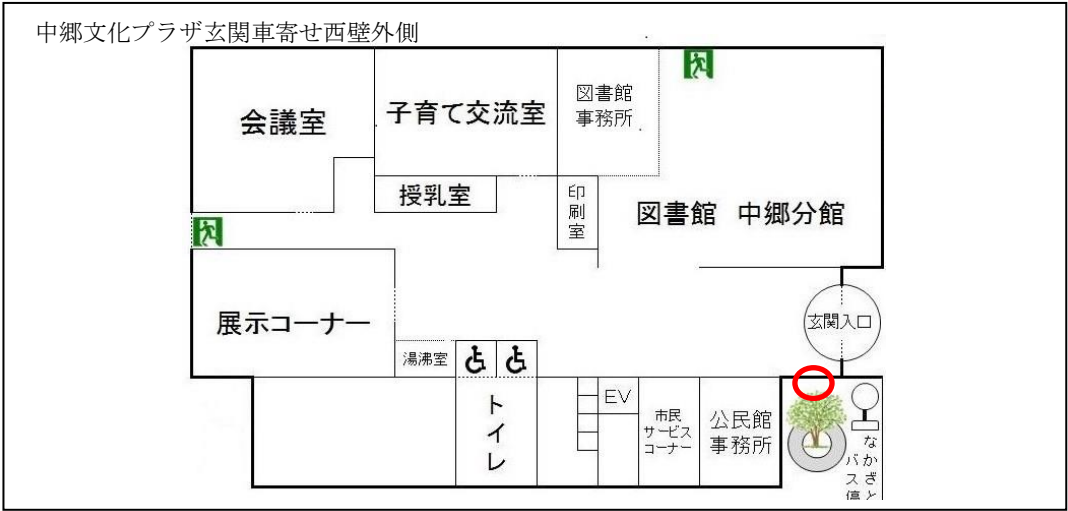 中郷文化プラザ玄関車寄せ西壁外側
会議室
子育て交流室
図書館
事務所
授乳室
印
刷
室
図書館 中郷分館
展示コーナー
玄関入口
湯沸室
トイレ
EV
市民
サービス
コーナー
公民館
事務所
なかざと
バス停